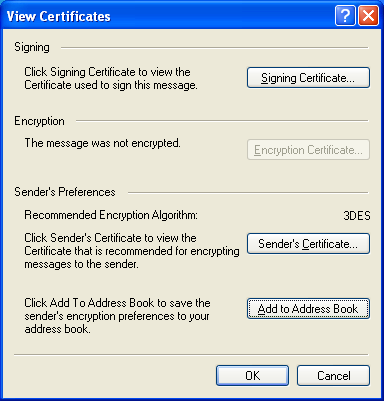 View Certificates
Signing
Click Signing Certificate to view the
Certificate used to sign this message.
Signing Certificate...
Encryption
The message was not encrypted.
Encryption Certificate...
Sender's Preferences
Recommended Encryption Algorithm:
3DES
Click Sender's Certificate to view the
Certificate that is recommended for encrypting
messages to the sender.
Sender's Certificate...
Click Add To Address Book to save the
sender's encryption preferences to your
address book.
Add to Address Book
OK
Cancel